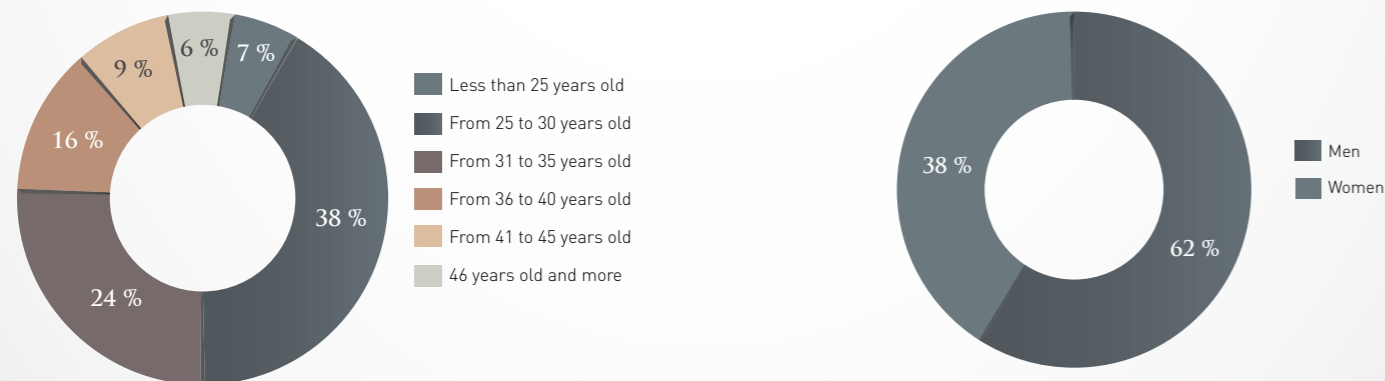 6 %
7 %
9 %
16 %
38 %
24 %
Less than 25 years old
From 25 to 30 years old
From 31 to 35 years old
From 36 to 40 years old
From 41 to 45 years old
46 years old and more
38 %
62 %
Men
Women